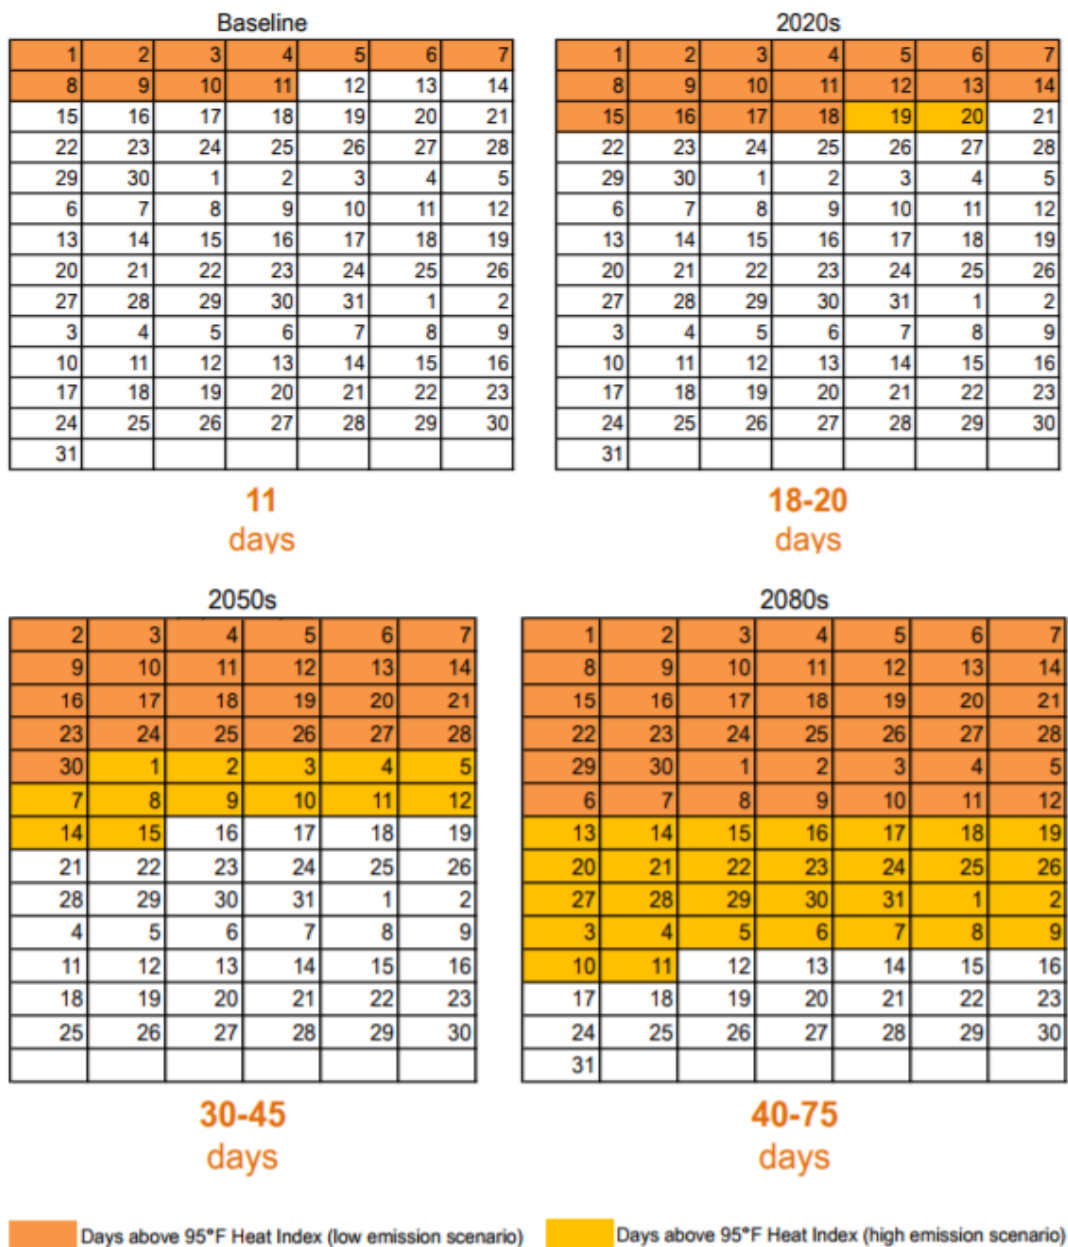 Baseline
1 2 3 4 5 6 7
8 9 10 11 12 13 14
15 16 17 18 19 20 21
22 23 24 25 26 27 28
29 30 1 2 3 4 5
6 7 8 9 10 11 12
13 14 15 16 17 18 19
20 21 22 23 24 25 26
27 28 29 30 31 1 2
3 4 5 6 7 8 9
10 11 12 13 14 15 16
17 18 19 20 21 22 23
24 25 26 27 28 29 30
31
11
days
2020s
1 2 3 4 5 6 7
8 9 10 11 12 13 14
15 16 17 18 19 20 21
22 23 24 25 26 27 28
29 30 1 2 3 4 5
6 7 8 9 10 11 12
13 14 15 16 17 18 19
20 21 22 23 24 25 26
27 28 29 30 31 1 2
3 4 5 6 7 8 9
10 11 12 13 14 15 16
17 18 19 20 21 22 23
24 25 26 27 28 29 30
31
18-20
days
2050s
2 3 4 5 6 7
9 10 11 12 13 14
16 17 18 19 20 21
23 24 25 26 27 28
30 1 2 3 4 5
7 8 9 10 11 12
14 15 16 17 18 19
21 22 23 24 25 26
28 29 30 31 1 2
4 5 6 7 8 9
11 12 13 14 15 16
18 19 20 21 22 23
25 26 27 28 29 30
30-45
days
2080s
1 2 3 4 5 6 7
8 9 10 11 12 13 14
15 16 17 18 19 20 21
22 23 24 25 26 27 28
29 30 1 2 3 4 5
6 7 8 9 10 11 12
13 14 15 16 17 18 19
20 21 22 23 24 25 26
27 28 29 30 31 1 2
3 4 5 6 7 8 9
10 11 12 13 14 15 16
17 18 19 20 21 22 23
24 25 26 27 28 29 30
31
40-75
days
Days above 95°F Heat Index (low emission scenario)
Days above 95°F Heat Index (high emission scenario)